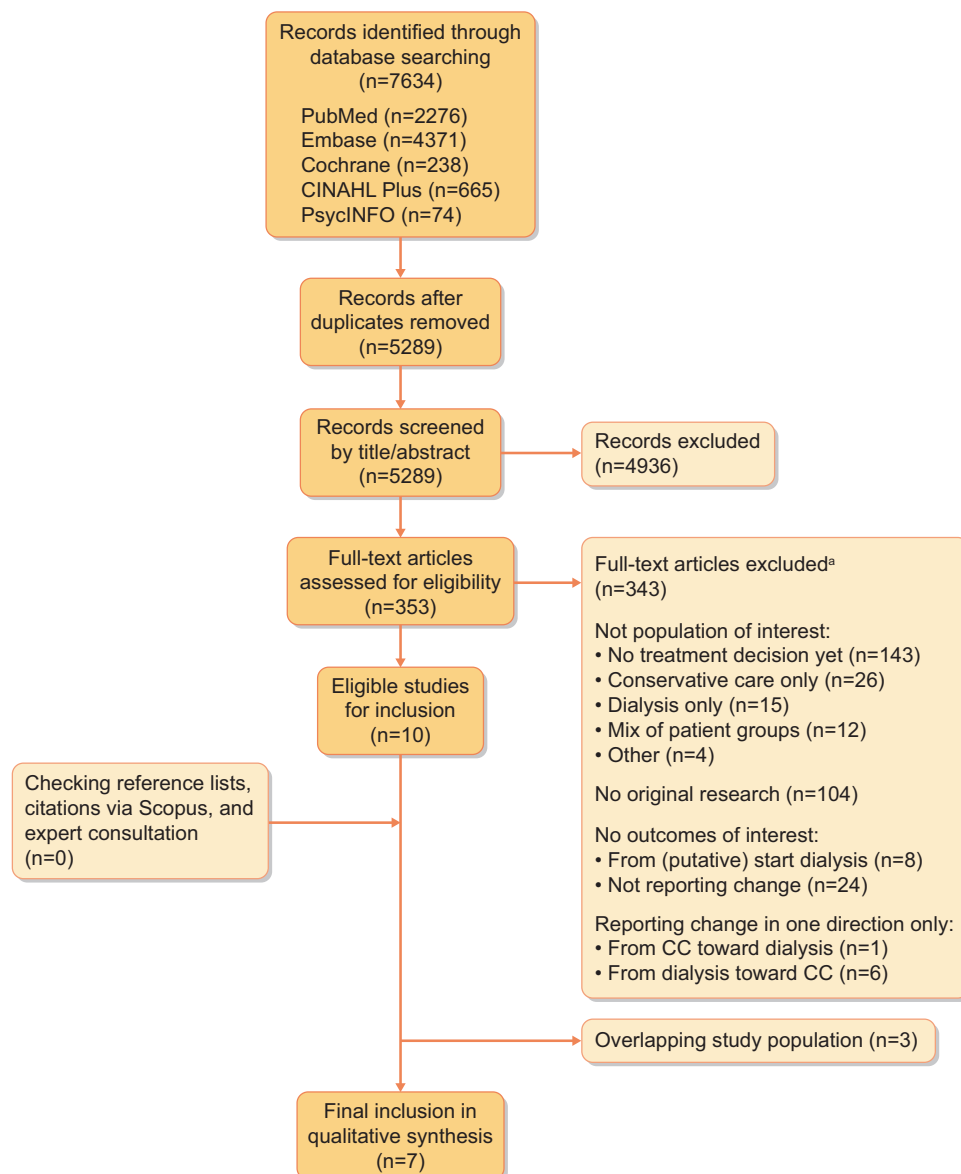 Records identified through
database searching
(n=7634)
PubMed (n=2276)
Embase (n=4371)
Cochrane (n=238)
CINAHL Plus (n=665)
PsycINFO (n=74)
Records after
duplicates removed
(n=5289)
Records screened
by title/abstract
(n=5289)
Records excluded
(n=4936)
Full-text articles
assessed for eligibility
(n=353)
Full-text articles excludedᵃ
(n=343)
Not population of interest:
• No treatment decision yet (n=143)
• Conservative care only (n=26)
• Dialysis only (n=15)
• Mix of patient groups (n=12)
• Other (n=4)
No original research (n=104)
No outcomes of interest:
• From (putative) start dialysis (n=8)
• Not reporting change (n=24)
Reporting change in one direction only:
• From CC toward dialysis (n=1)
• From dialysis toward CC (n=6)
Eligible studies
for inclusion
(n=10)
Checking reference lists,
citations via Scopus, and
expert consultation
(n=0)
Overlapping study population (n=3)
Final inclusion in
qualitative synthesis
(n=7)